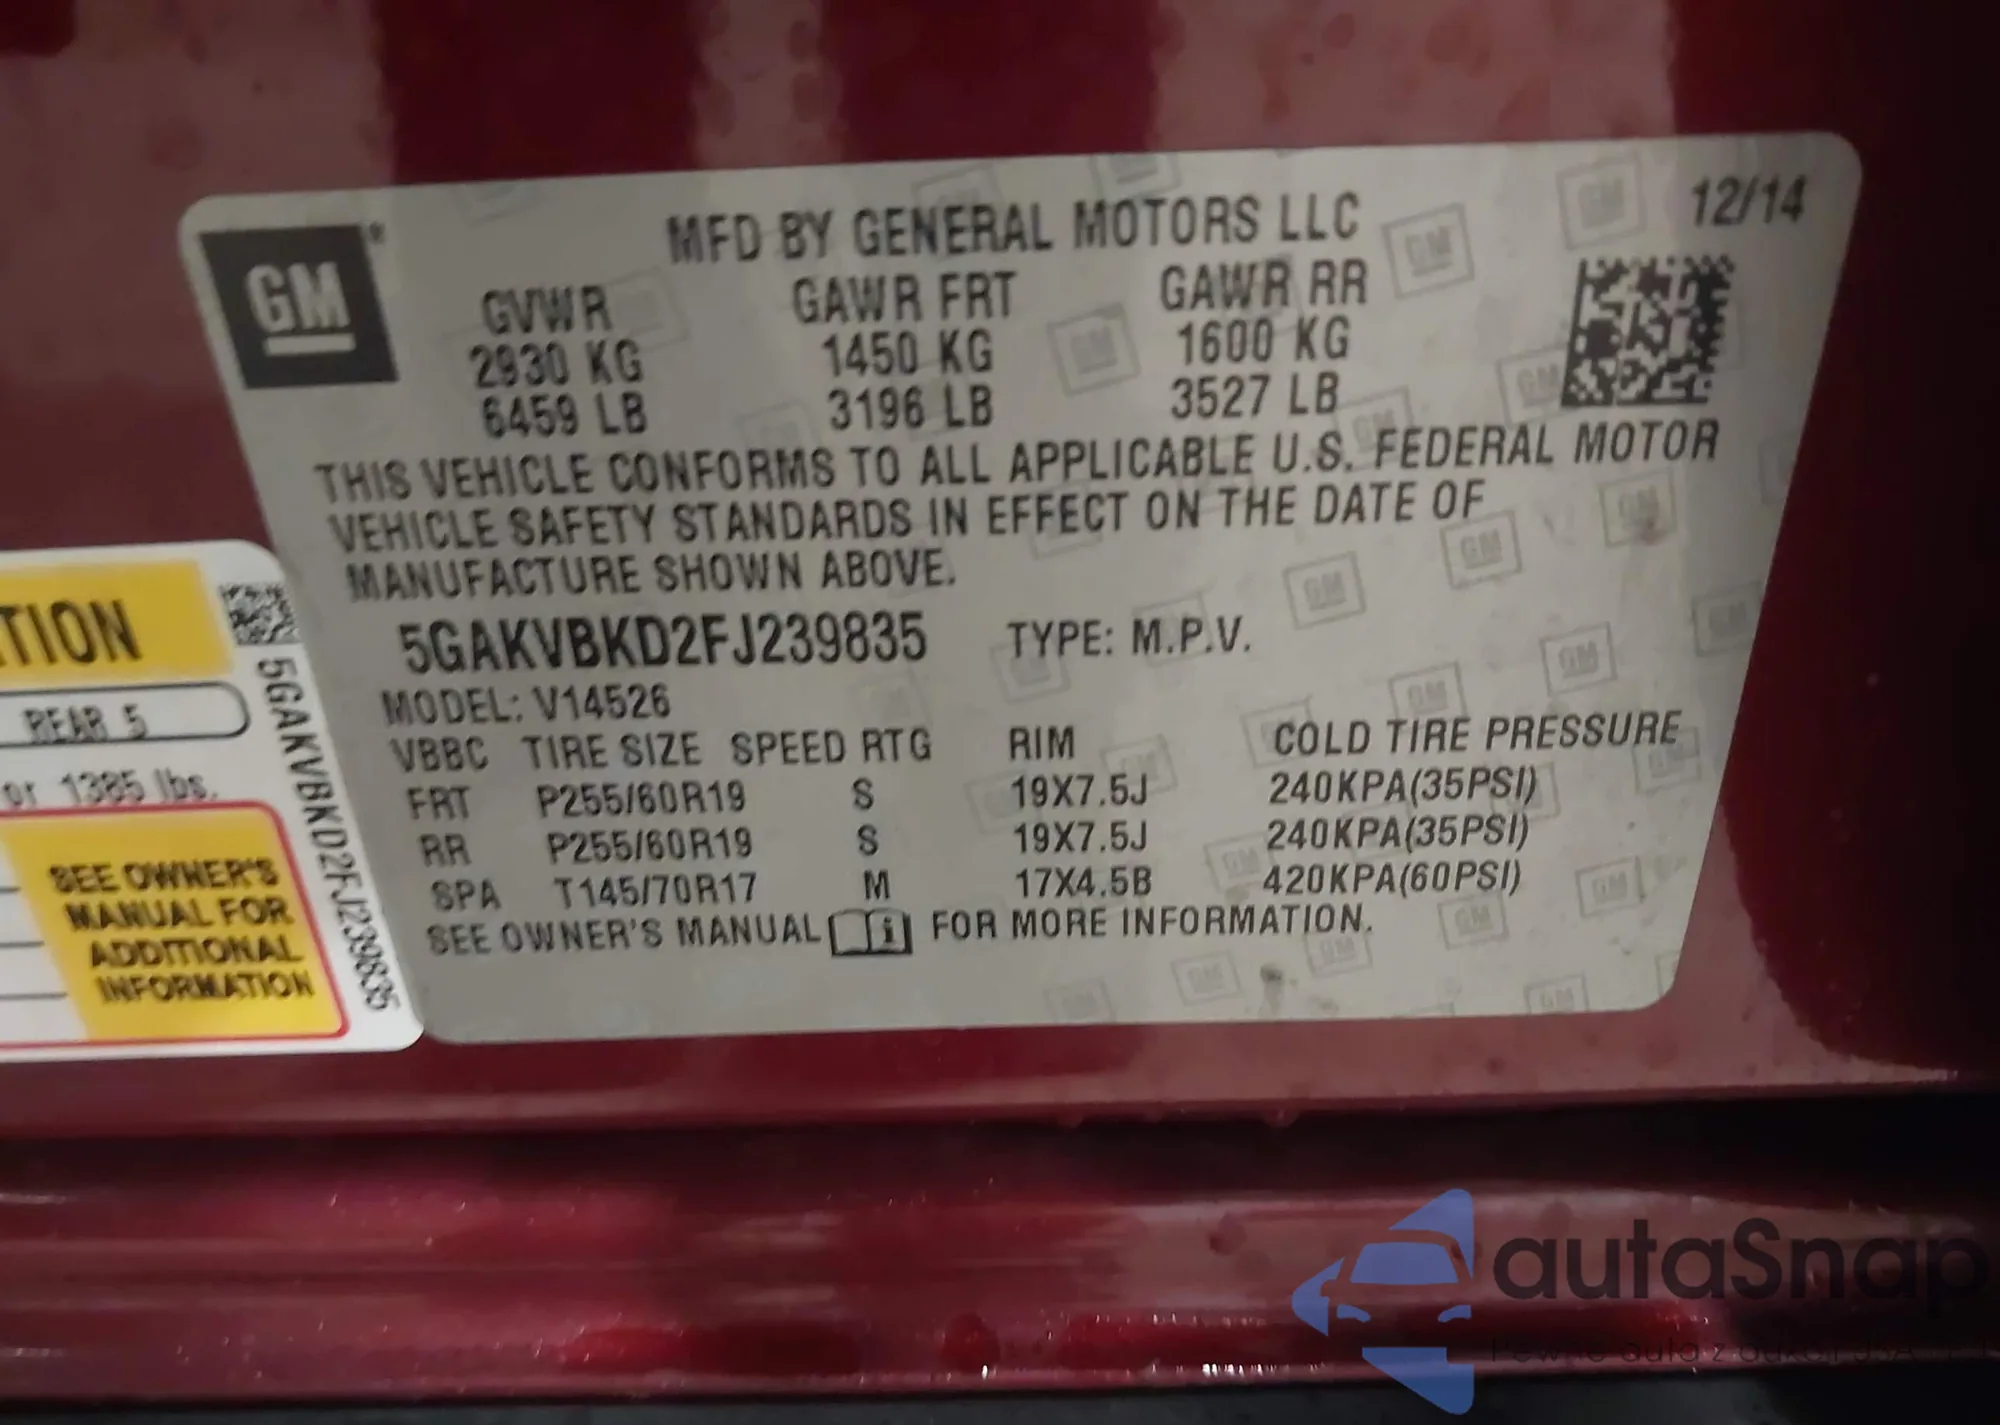 GM
MFD BY GENERAL MOTORS LLC
12/14
GVWR GAWR FRT GAWR RR
2930 KG 1450 KG 1600 KG
6459 LB 3196 LB 3527 LB
THIS VEHICLE CONFORMS TO ALL APPLICABLE U.S. FEDERAL MOTOR
VEHICLE SAFETY STANDARDS IN EFFECT ON THE DATE OF
MANUFACTURE SHOWN ABOVE.
5GAKVBKD2FJ239835 TYPE: M.P.V.
MODEL: V14526
VBBC TIRE SIZE SPEED RTG RIM COLD TIRE PRESSURE
FRT P255/60R19 S 19X7.5J 240KPA(35PSI)
RR P255/60R19 S 19X7.5J 240KPA(35PSI)
SPA T145/70R17 M 17X4.5B 420KPA(60PSI)
SEE OWNER'S MANUAL i FOR MORE INFORMATION.
TION
REAR 5
or 1385 lbs.
SEE OWNER'S
MANUAL FOR
ADDITIONAL
INFORMATION
5GAKVBKD2FJ239835
autaSnap